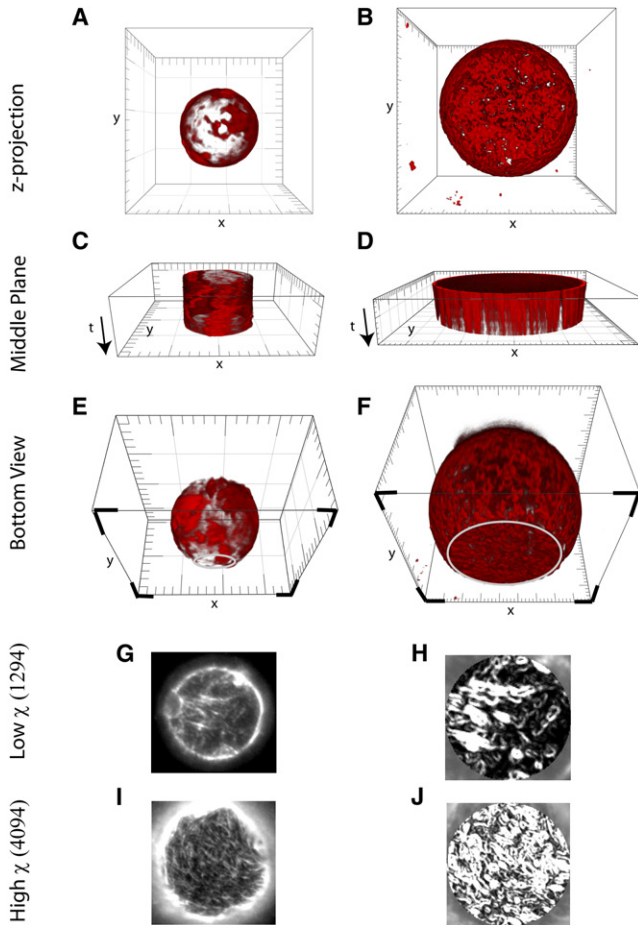 A
B
z-projection
y
x
y
x
C
D
Middle Plane
t
y
x
t
y
x
E
F
Bottom View
y
x
y
x
G
H
Low χ (1294)
I
J
High χ (4094)